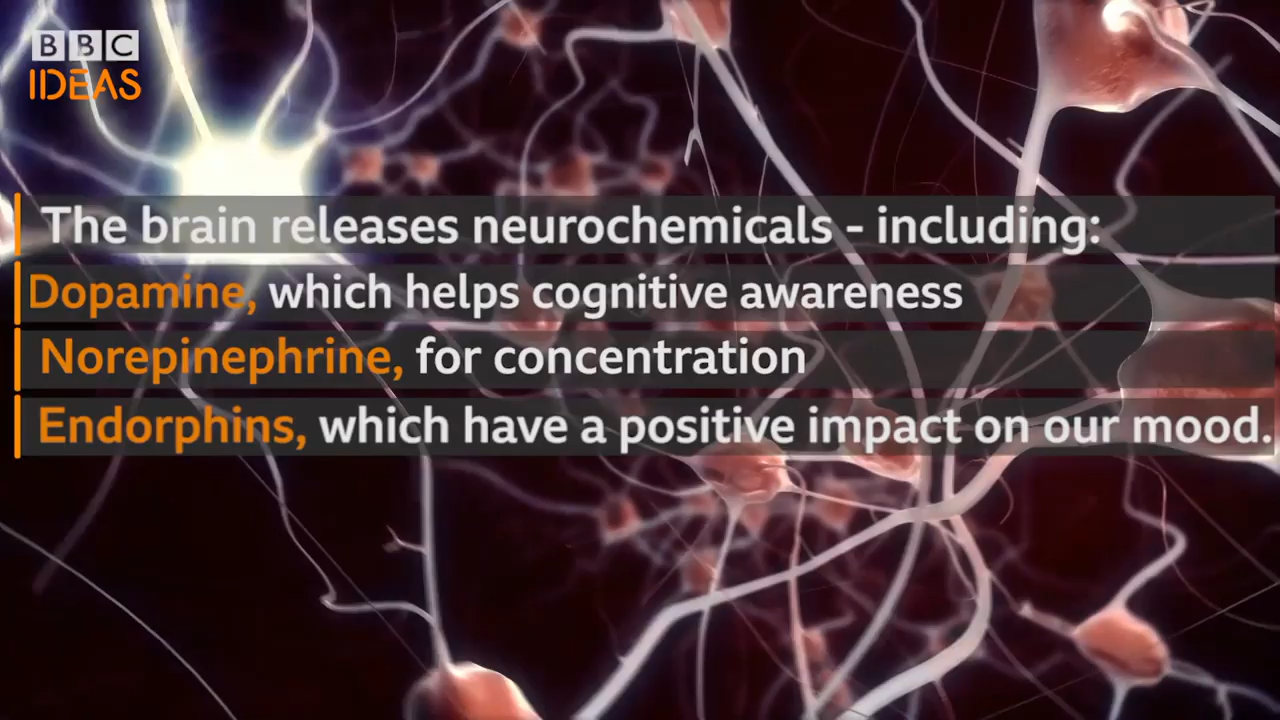 BBC
IDEAS
The brain releases neurochemicals - including:
Dopamine, which helps cognitive awareness
Norepinephrine, for concentration
Endorphins, which have a positive impact on our mood.